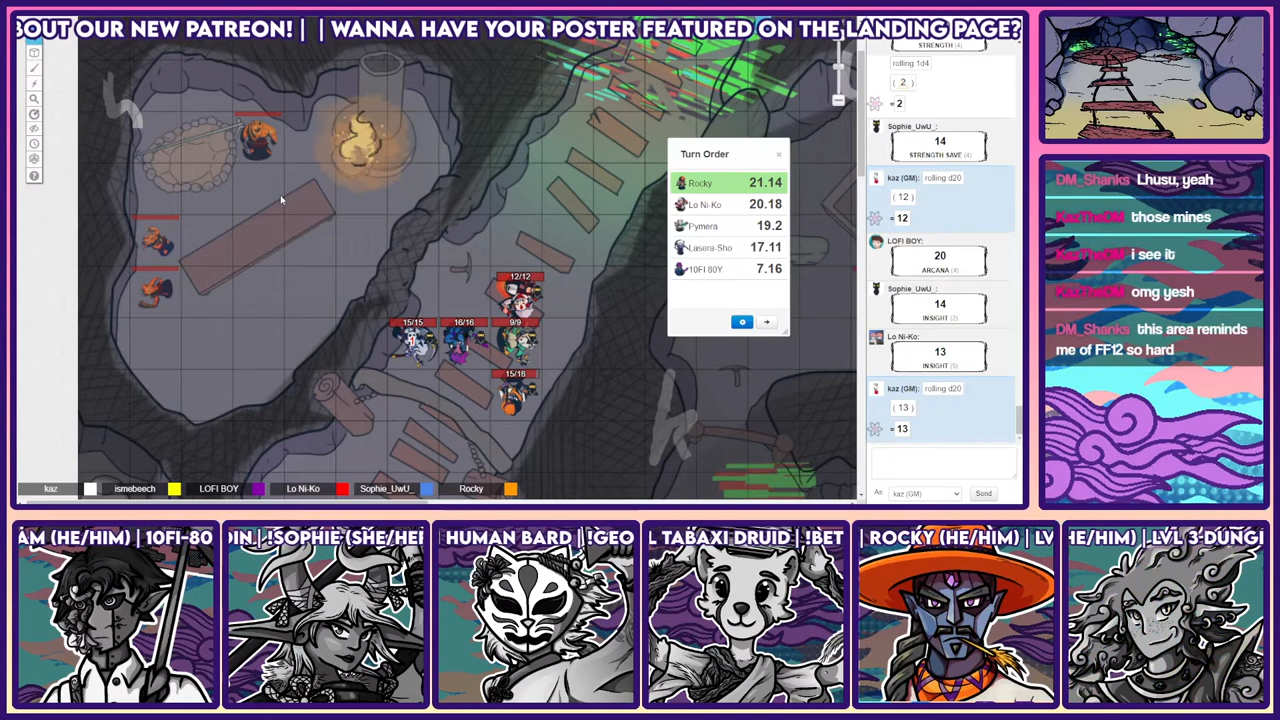 BOUT OUR NEW PATREON! | | WANNA HAVE YOUR POSTER FEATURED ON THE LANDING PAGE?
STRENGTH (4)
rolling 1d4
( 2 )
= 2
Sophie_UwU_:
14
STRENGTH SAVE (4)
kaz (GM): rolling d20
( 12 )
= 12
LOFI BOY:
20
ARCANA (4)
Sophie_UwU_:
14
INSIGHT (2)
Lo Ni-Ko:
13
INSIGHT (5)
kaz (GM): rolling d20
( 13 )
= 13
As: kaz (GM) Send
Turn Order ×
Rocky 21.14
Lo Ni-Ko 20.18
Pymera 19.2
Lasera-Sho 17.11
10FI 80Y 7.16
12/12
15/15 16/16 9/9
15/16
kaz ismebeech LOFI BOY Lo Ni-Ko Sophie_UwU_ Rocky
DM_Shanks Lhusu, yeah
KazTheDM those mines
KazTheDM i see it
KazTheDM omg yesh
DM_Shanks this area reminds
me of FF12 so hard
AM (HE/HIM) | 10FI-80
DIN | !SOPHIE (SHE/HER
HUMAN BARD | !GEO
L TABAXI DRUID | !BET
| ROCKY (HE/HIM) | LV
HE/HIM) | LVL 3-DUNGE